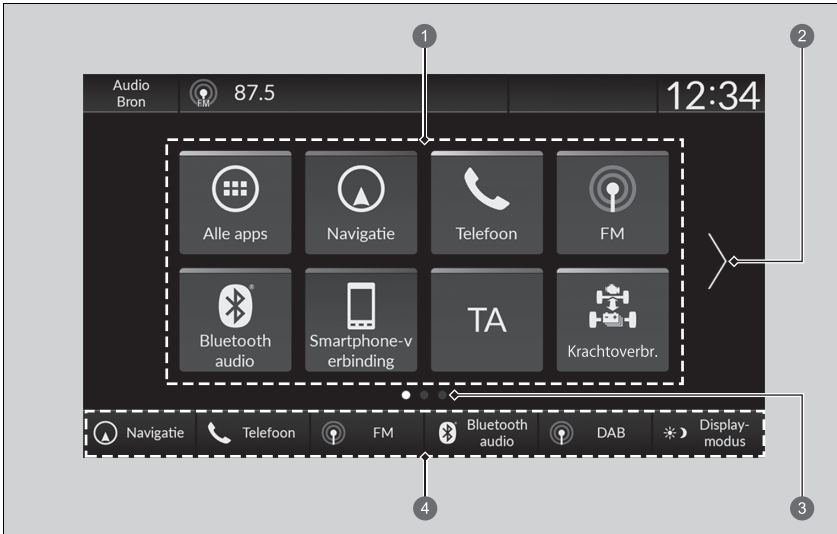 1
2
Audio
Bron
FM
87.5
12:34
Alle apps
Navigatie
Telefoon
FM
Bluetooth®
audio
Smartphone-v
erbinding
TA
Krachtoverbr.
Navigatie
Telefoon
FM
Bluetooth
audio
DAB
Display-
modus
4
3